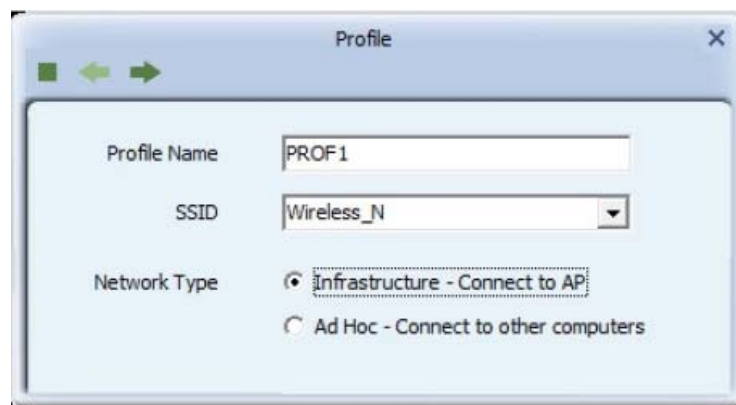 Profile
Profile Name PROF1
SSID Wireless_N
Network Type Infrastructure - Connect to AP
Ad Hoc - Connect to other computers